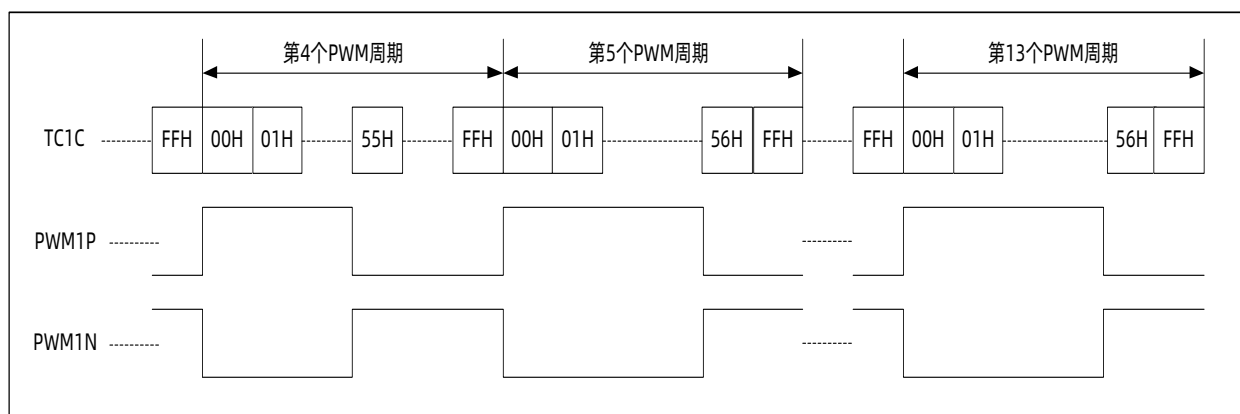 第4个PWM周期 第5个PWM周期 第13个PWM周期
TC1C FFH 00H 01H 55H FFH 00H 01H 56H FFH FFH 00H 01H 56H FFH
PWM1P
PWM1N